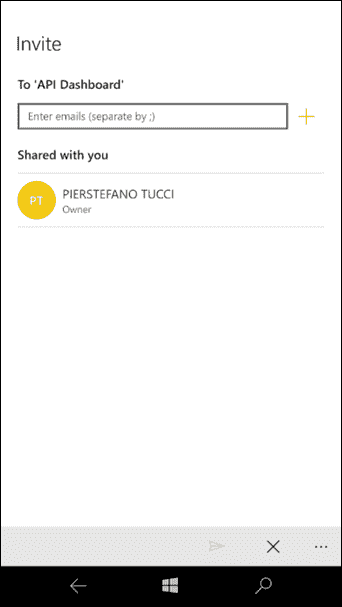 Invite
To 'API Dashboard'
Enter emails (separate by ;)
Shared with you
PT
PIERSTEFANO TUCCI
Owner